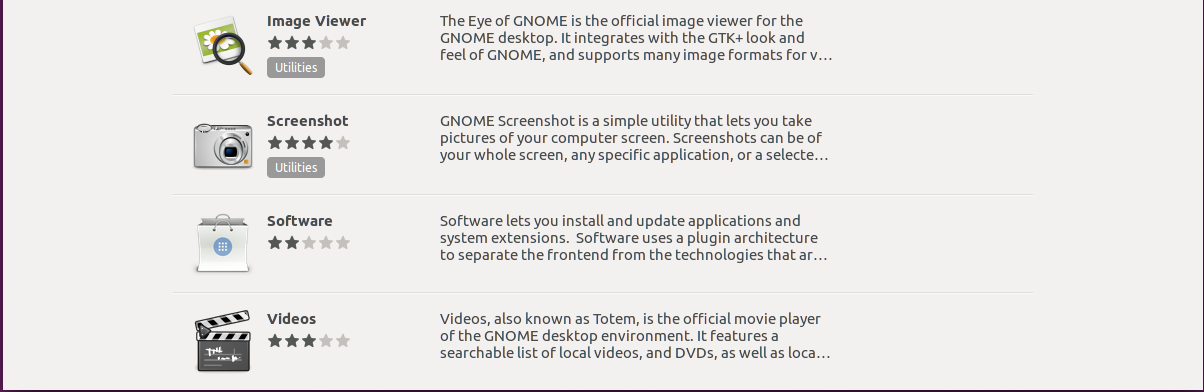 Image Viewer
Utilities
The Eye of GNOME is the official image viewer for the
GNOME desktop. It integrates with the GTK+ look and
feel of GNOME, and supports many image formats for v...
Screenshot
Utilities
GNOME Screenshot is a simple utility that lets you take
pictures of your computer screen. Screenshots can be of
your whole screen, any specific application, or a selecte...
Software
Software lets you install and update applications and
system extensions.  Software uses a plugin architecture
to separate the frontend from the technologies that ar...
Videos
Videos, also known as Totem, is the official movie player
of the GNOME desktop environment. It features a
searchable list of local videos, and DVDs, as well as loca...